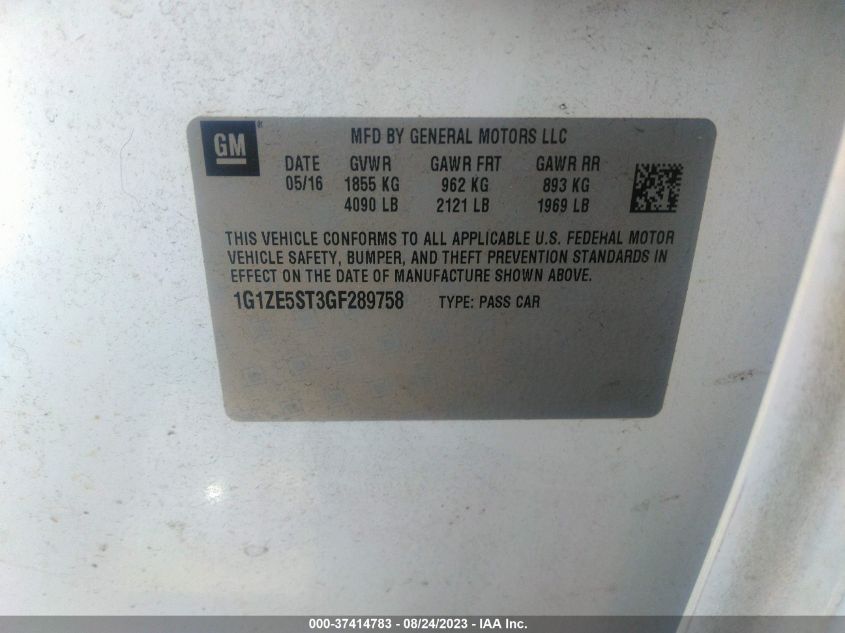 GM
MFD BY GENERAL MOTORS LLC
DATE GVWR GAWR FRT GAWR RR
05/16 1855 KG 962 KG 893 KG
4090 LB 2121 LB 1969 LB
THIS VEHICLE CONFORMS TO ALL APPLICABLE U.S. FEDERAL MOTOR
VEHICLE SAFETY, BUMPER, AND THEFT PREVENTION STANDARDS IN
EFFECT ON THE DATE OF MANUFACTURE SHOWN ABOVE.
1G1ZE5ST3GF289758 TYPE: PASS CAR
000-37414783 - 08/24/2023 - IAA Inc.